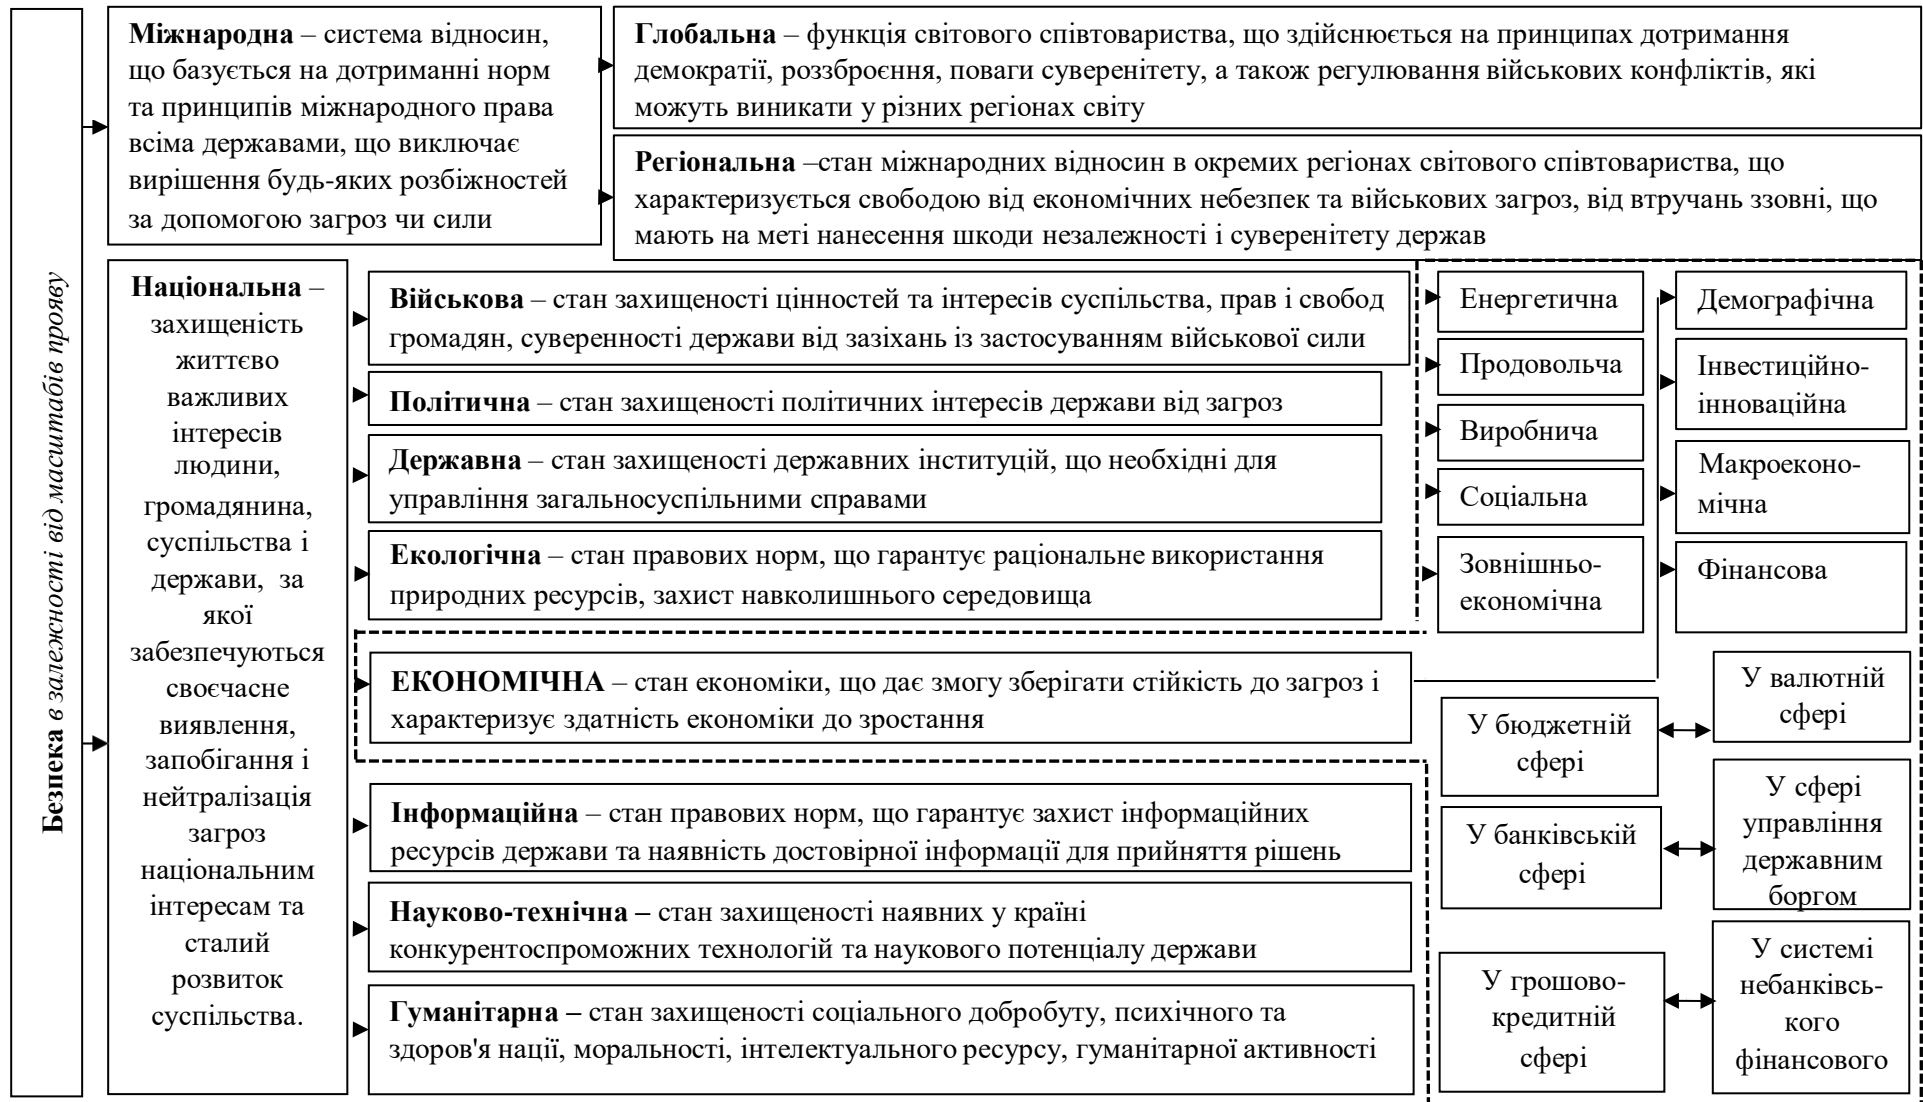 Безпека в залежності від масштабів прояву
Міжнародна – система відносин,
що базується на дотриманні норм
та принципів міжнародного права
всіма державами, що виключає
вирішення будь-яких розбіжностей
за допомогою загроз чи сили
Глобальна – функція світового співтовариства, що здійснюється на принципах дотримання
демократії, роззброєння, поваги суверенітету, а також регулювання військових конфліктів, які
можуть виникати у різних регіонах світу
Регіональна –стан міжнародних відносин в окремих регіонах світового співтовариства, що
характеризується свободою від економічних небезпек та військових загроз, від втручань ззовні, що
мають на меті нанесення шкоди незалежності і суверенітету держав
Національна –
захищеність
життєво
важливих
інтересів
людини,
громадянина,
суспільства і
держави, за
якої
забезпечуються
своєчасне
виявлення,
запобігання і
нейтралізація
загроз
національним
інтересам та
сталий
розвиток
суспільства.
Військова – стан захищеності цінностей та інтересів суспільства, прав і свобод
громадян, суверенності держави від зазіхань із застосуванням військової сили
Політична – стан захищеності політичних інтересів держави від загроз
Державна – стан захищеності державних інституцій, що необхідні для
управління загальносуспільними справами
Екологічна – стан правових норм, що гарантує раціональне використання
природних ресурсів, захист навколишнього середовища
ЕКОНОМІЧНА – стан економіки, що дає змогу зберігати стійкість до загроз і
характеризує здатність економіки до зростання
Інформаційна – стан правових норм, що гарантує захист інформаційних
ресурсів держави та наявність достовірної інформації для прийняття рішень
Науково-технічна – стан захищеності наявних у країні
конкурентоспроможних технологій та наукового потенціалу держави
Гуманітарна – стан захищеності соціального добробуту, психічного та
здоров'я нації, моральності, інтелектуального ресурсу, гуманітарної активності
Енергетична
Продовольча
Виробнича
Соціальна
Зовнішньо-
економічна
Демографічна
Інвестиційно-
інноваційна
Макроеконо-
мічна
Фінансова
У бюджетній
сфері
У валютній
сфері
У банківській
сфері
У сфері
управління
державним
боргом
У грошово-
кредитній
сфері
У системі
небанківсь-
кого
фінансового